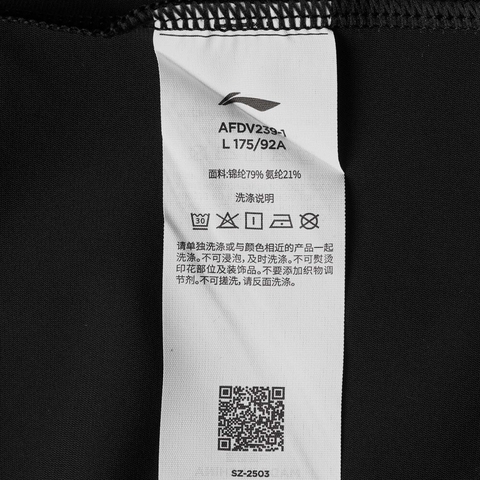 AFDV239-1
L 175/92A
面料:锦纶79% 氨纶21%
洗涤说明
30
请单独洗涤或与颜色相近的产品一起
洗涤。不可浸泡,及时洗涤。不可熨烫
印花部位及装饰品。不要添加织物调
节剂。不可搓洗,请反面洗涤。
SZ-2503